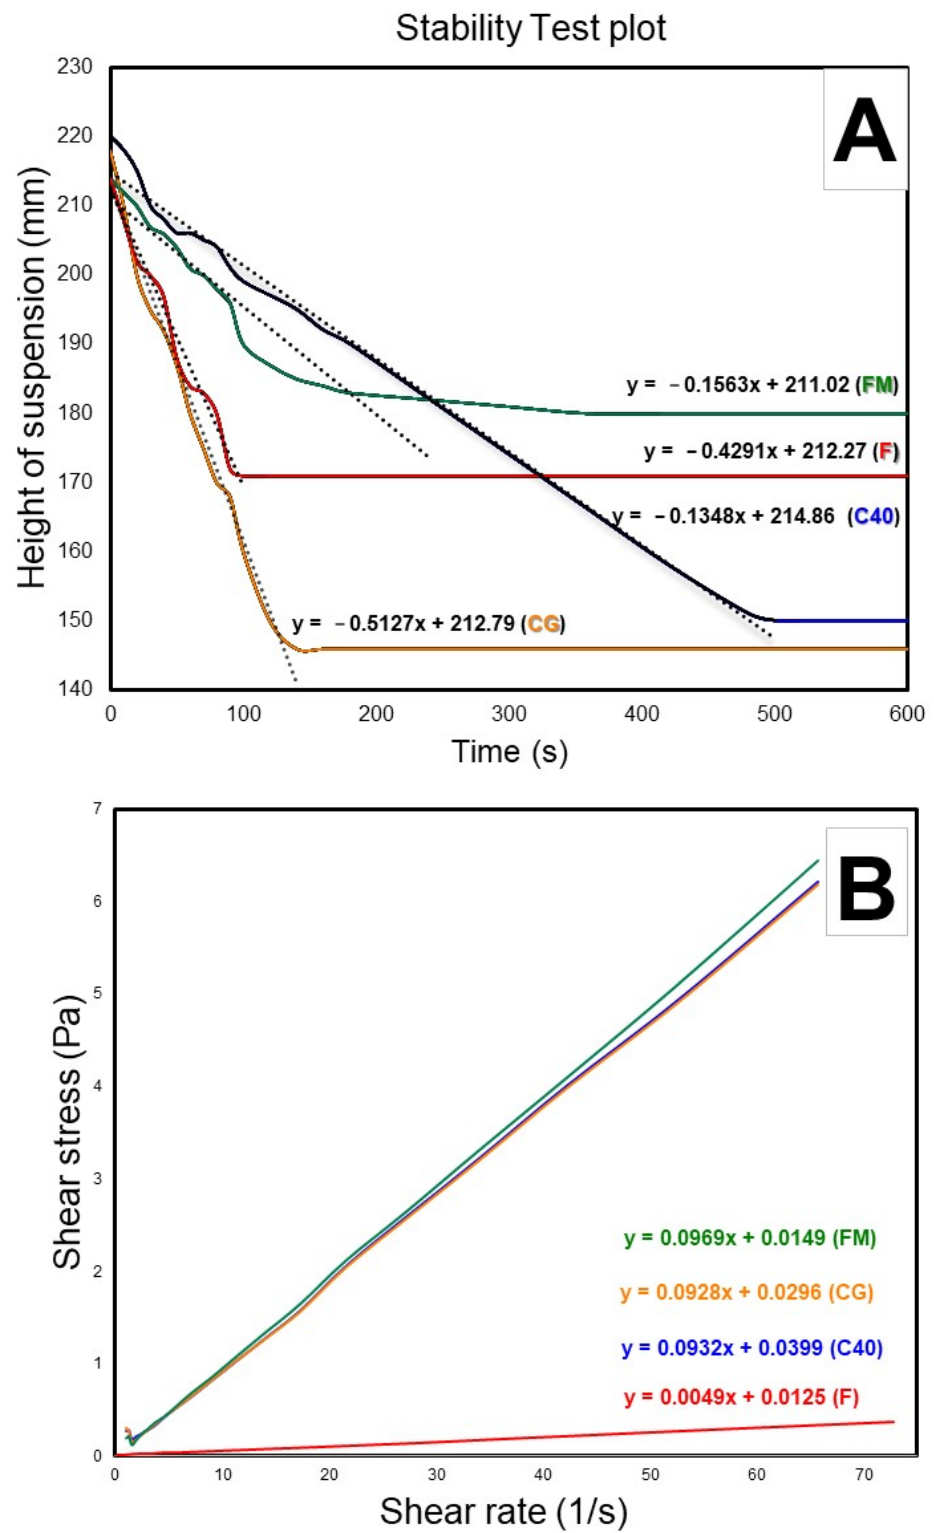 Stability Test plot
A
230
220
210
200
190
180
170
160
150
140
Height of suspension (mm)
y = −0.1563x + 211.02 (FM)
y = −0.4291x + 212.27 (F)
y = −0.1348x + 214.86 (C40)
y = −0.5127x + 212.79 (CG)
0 100 200 300 400 500 600
Time (s)
B
7
6
5
4
3
2
1
0
Shear stress (Pa)
y = 0.0969x + 0.0149 (FM)
y = 0.0928x + 0.0296 (CG)
y = 0.0932x + 0.0399 (C40)
y = 0.0049x + 0.0125 (F)
0 10 20 30 40 50 60 70
Shear rate (1/s)